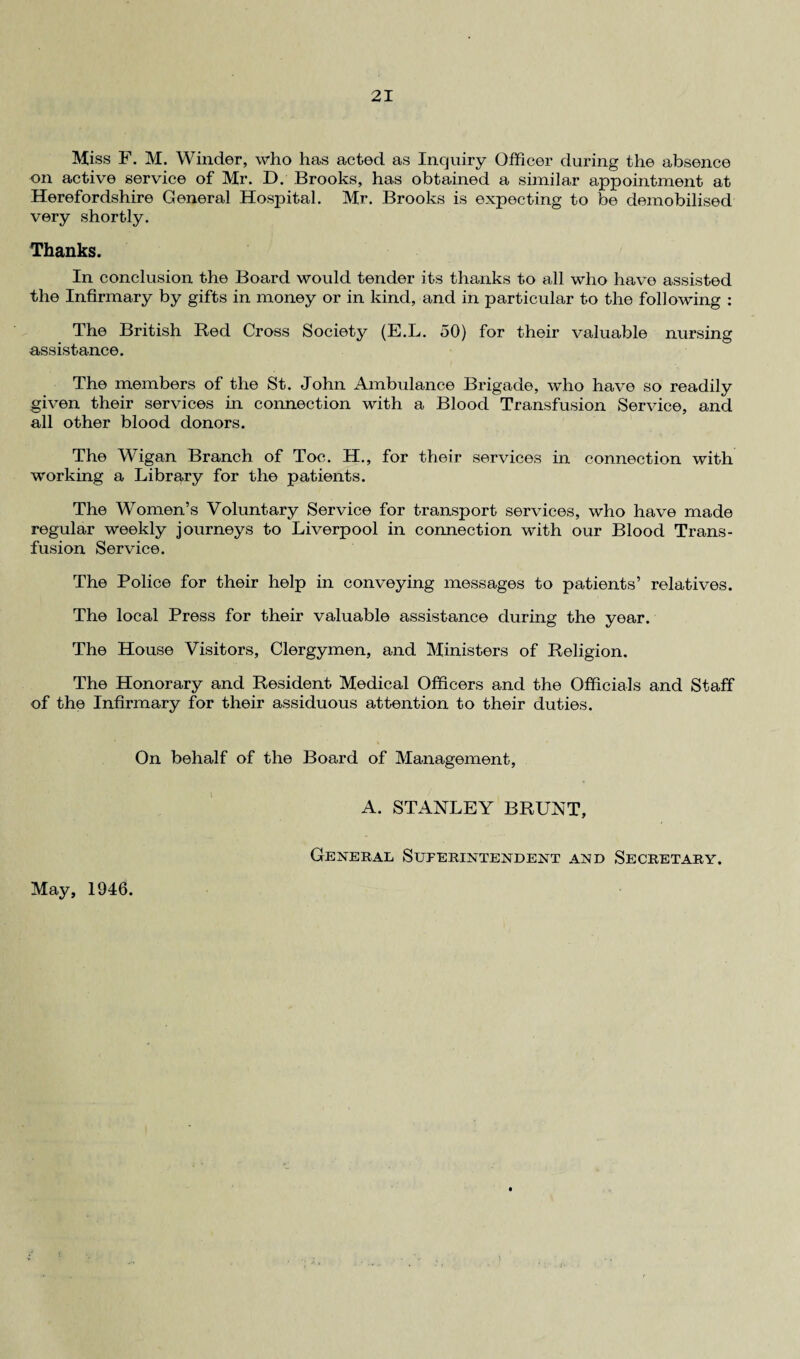 21
Miss F. M. Winder, who has acted as Inquiry Officer during the absence
on active service of Mr. D. Brooks, has obtained a similar appointment at
Herefordshire General Hospital. Mr. Brooks is expecting to be demobilised
very shortly.
Thanks.
In conclusion the Board would tender its thanks to all who have assisted
the Infirmary by gifts in money or in kind, and in particular to the following :
The British Red Cross Society (E.L. 50) for their valuable nursing
assistance.
The members of the St. John Ambulance Brigade, who have so readily
given their services in connection with a Blood Transfusion Service, and
all other blood donors.
The Wigan Branch of Toc. H., for their services in connection with
working a Library for the patients.
The Women's Voluntary Service for transport services, who have made
regular weekly journeys to Liverpool in connection with our Blood Trans-
fusion Service.
The Police for their help in conveying messages to patients' relatives.
The local Press for their valuable assistance during the year.
The House Visitors, Clergymen, and Ministers of Religion.
The Honorary and Resident Medical Officers and the Officials and Staff
of the Infirmary for their assiduous attention to their duties.
On behalf of the Board of Management,
A. STANLEY BRUNT,
General Superintendent and Secretary.
May, 1946.